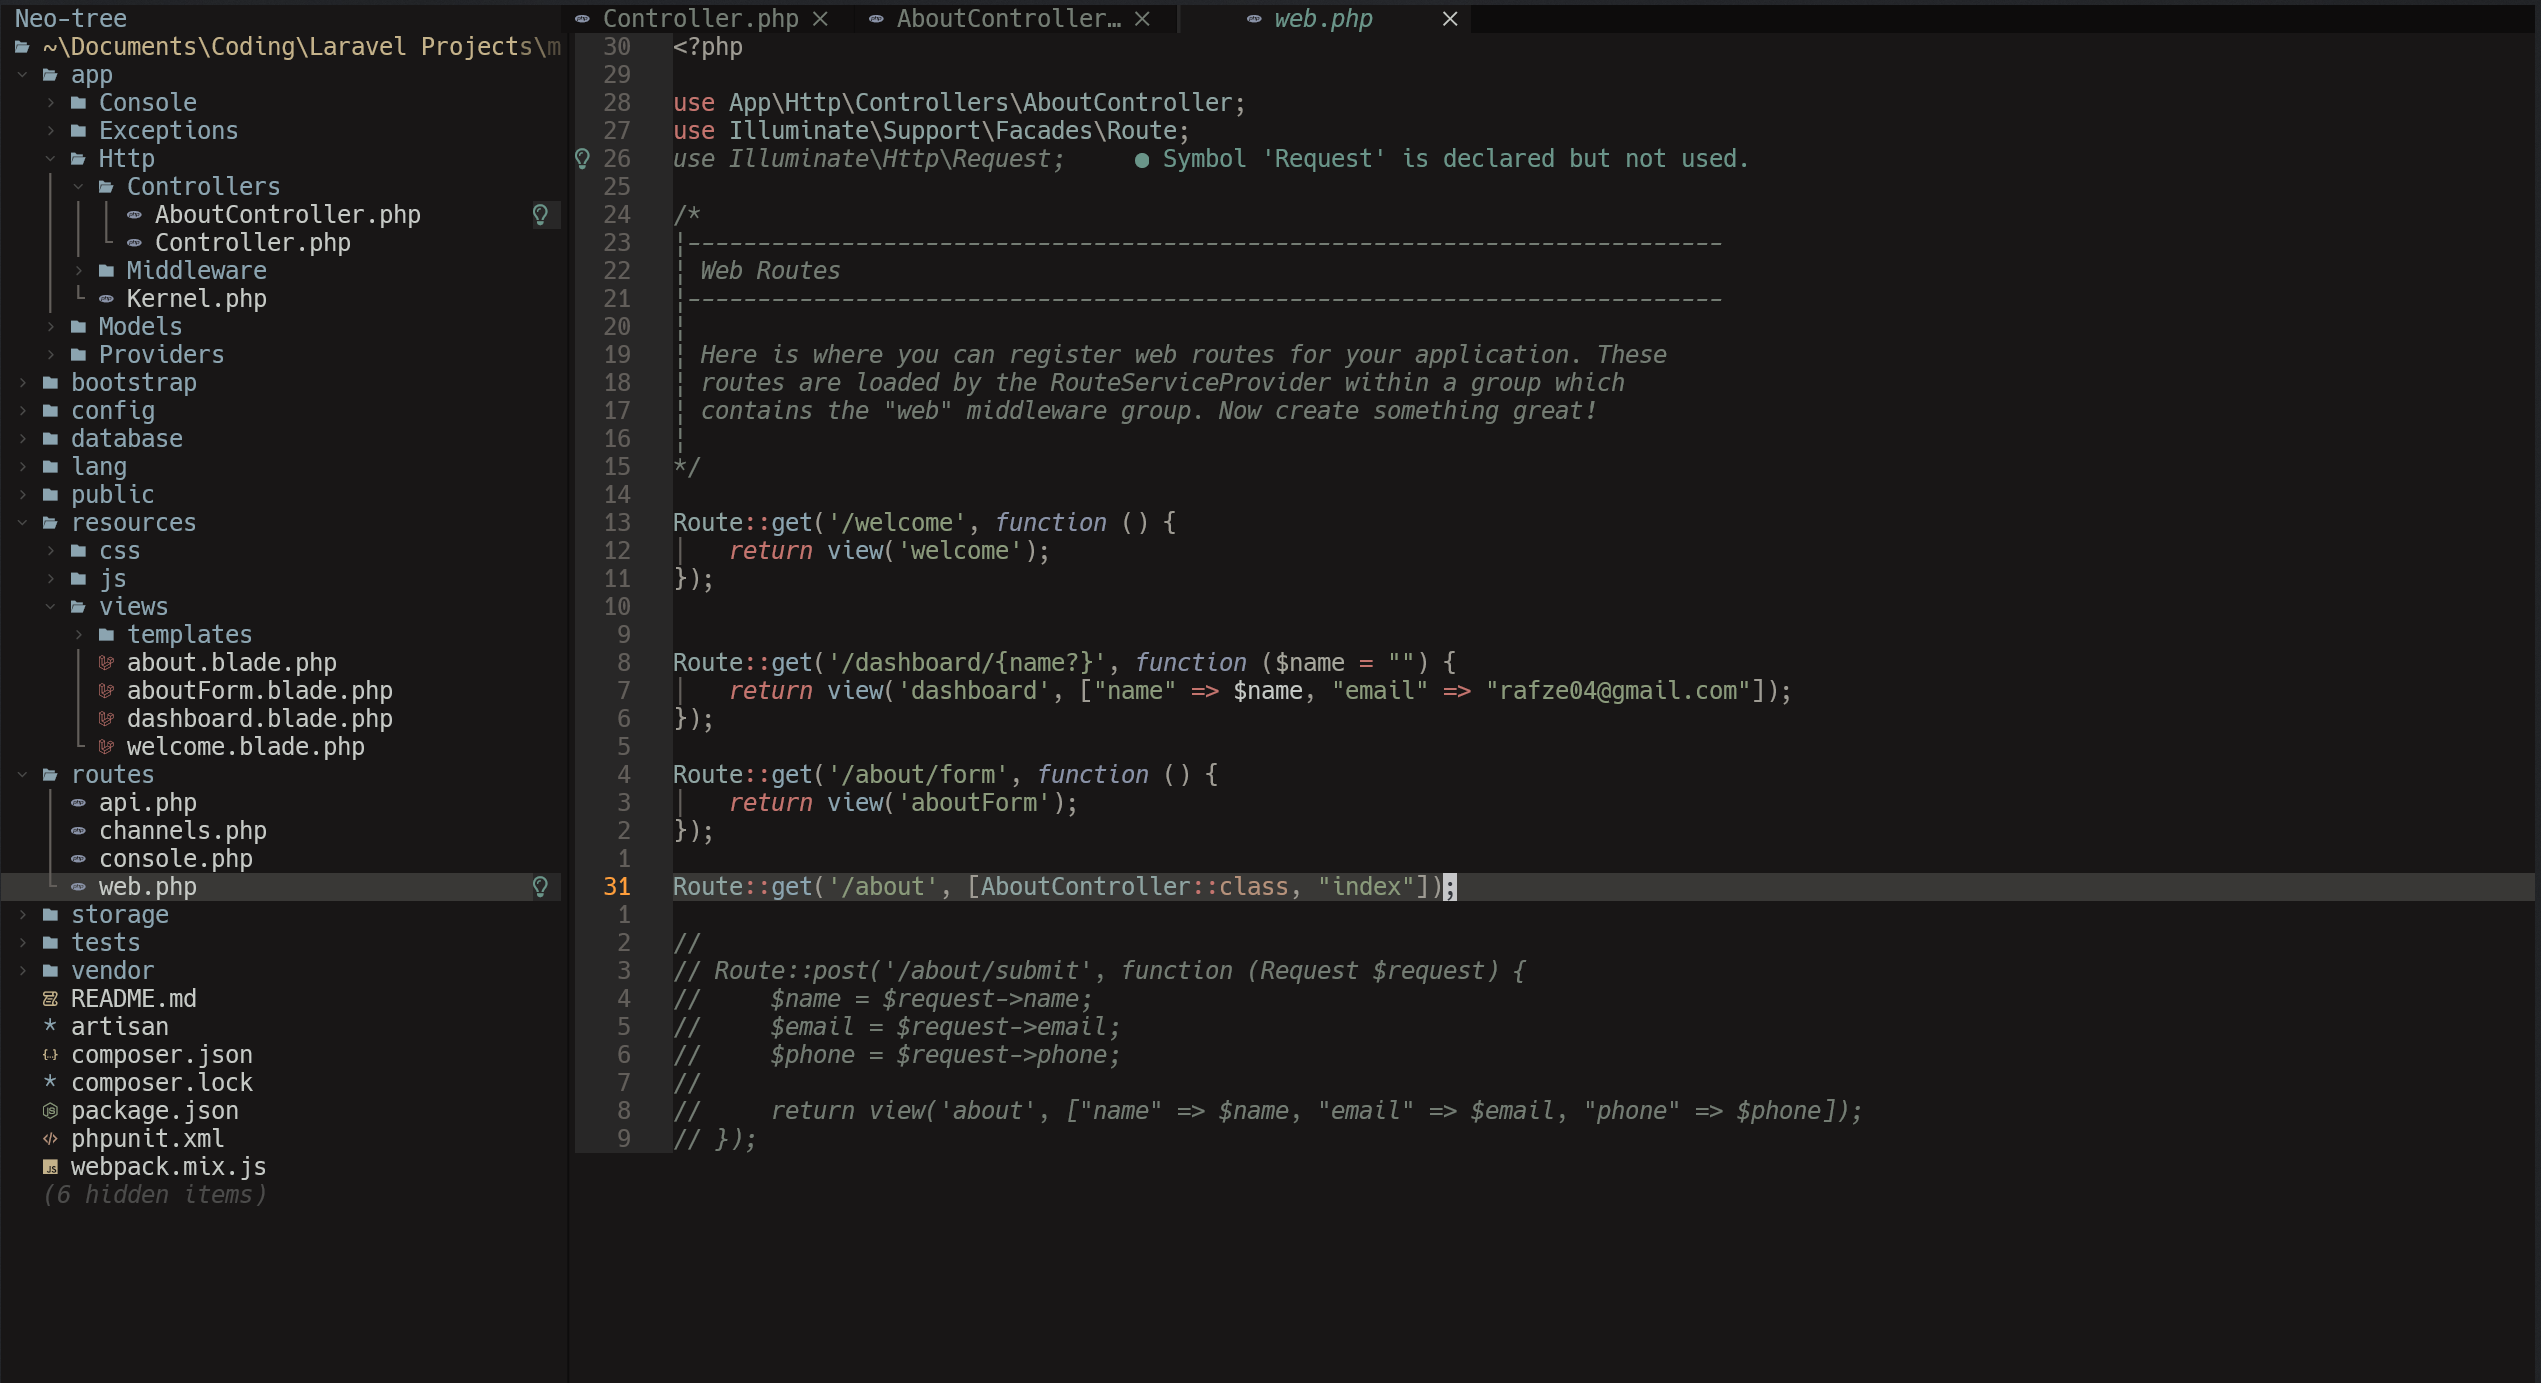 Neo-tree
~\Documents\Coding\Laravel Projects\m
app
Console
Exceptions
Http
Controllers
AboutController.php
Controller.php
Middleware
Kernel.php
Models
Providers
bootstrap
config
database
lang
public
resources
css
js
views
templates
about.blade.php
aboutForm.blade.php
dashboard.blade.php
welcome.blade.php
routes
api.php
channels.php
console.php
web.php
storage
tests
vendor
README.md
artisan
composer.json
composer.lock
package.json
phpunit.xml
webpack.mix.js
(6 hidden items)
Controller.php AboutController… web.php
30 <?php
29
28 use App\Http\Controllers\AboutController;
27 use Illuminate\Support\Facades\Route;
26 use Illuminate\Http\Request; ● Symbol 'Request' is declared but not used.
25
24 /*
23 |--------------------------------------------------------------------------
22 | Web Routes
21 |--------------------------------------------------------------------------
20 |
19 | Here is where you can register web routes for your application. These
18 | routes are loaded by the RouteServiceProvider within a group which
17 | contains the "web" middleware group. Now create something great!
16 |
15 */
14
13 Route::get('/welcome', function () {
12 return view('welcome');
11 });
10
9
8 Route::get('/dashboard/{name?}', function ($name = "") {
7 return view('dashboard', ["name" => $name, "email" => "rafze04@gmail.com"]);
6 });
5
4 Route::get('/about/form', function () {
3 return view('aboutForm');
2 });
1
31 Route::get('/about', [AboutController::class, "index"]);
1
2 //
3 // Route::post('/about/submit', function (Request $request) {
4 // $name = $request->name;
5 // $email = $request->email;
6 // $phone = $request->phone;
7 //
8 // return view('about', ["name" => $name, "email" => $email, "phone" => $phone]);
9 // });